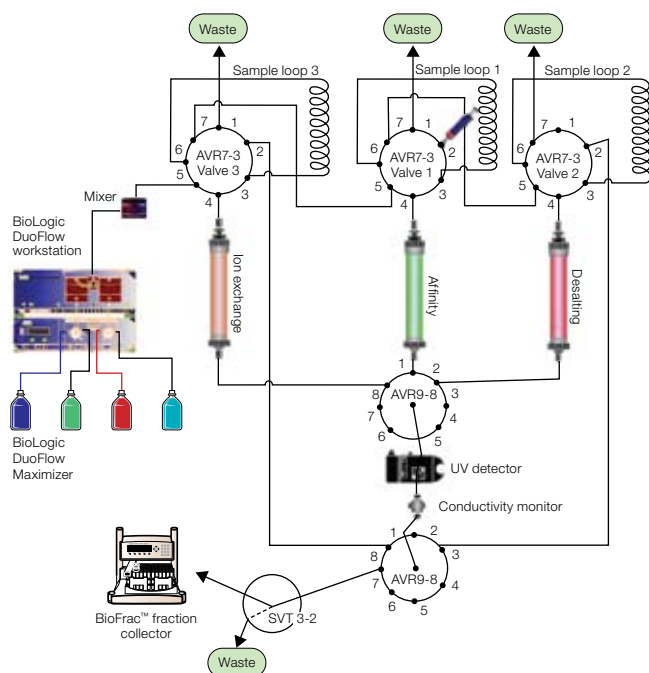 Waste
Waste
Waste
Sample loop 3
Sample loop 1
Sample loop 2
7 1
6 2
5 3
4
AVR7-3
Valve 3
7 1
6 2
5 3
4
AVR7-3
Valve 1
7 1
6 2
5 3
4
AVR7-3
Valve 2
Mixer
BioLogic
DuoFlow
workstation
Ion exchange
Affinity
Desalting
1 2
8 3
7 4
6 5
AVR9-8
BioLogic
DuoFlow
Maximizer
UV detector
Conductivity monitor
1 2
8 3
7 4
6 5
AVR9-8
BioFrac™ fraction
collector
SVT 3-2
Waste